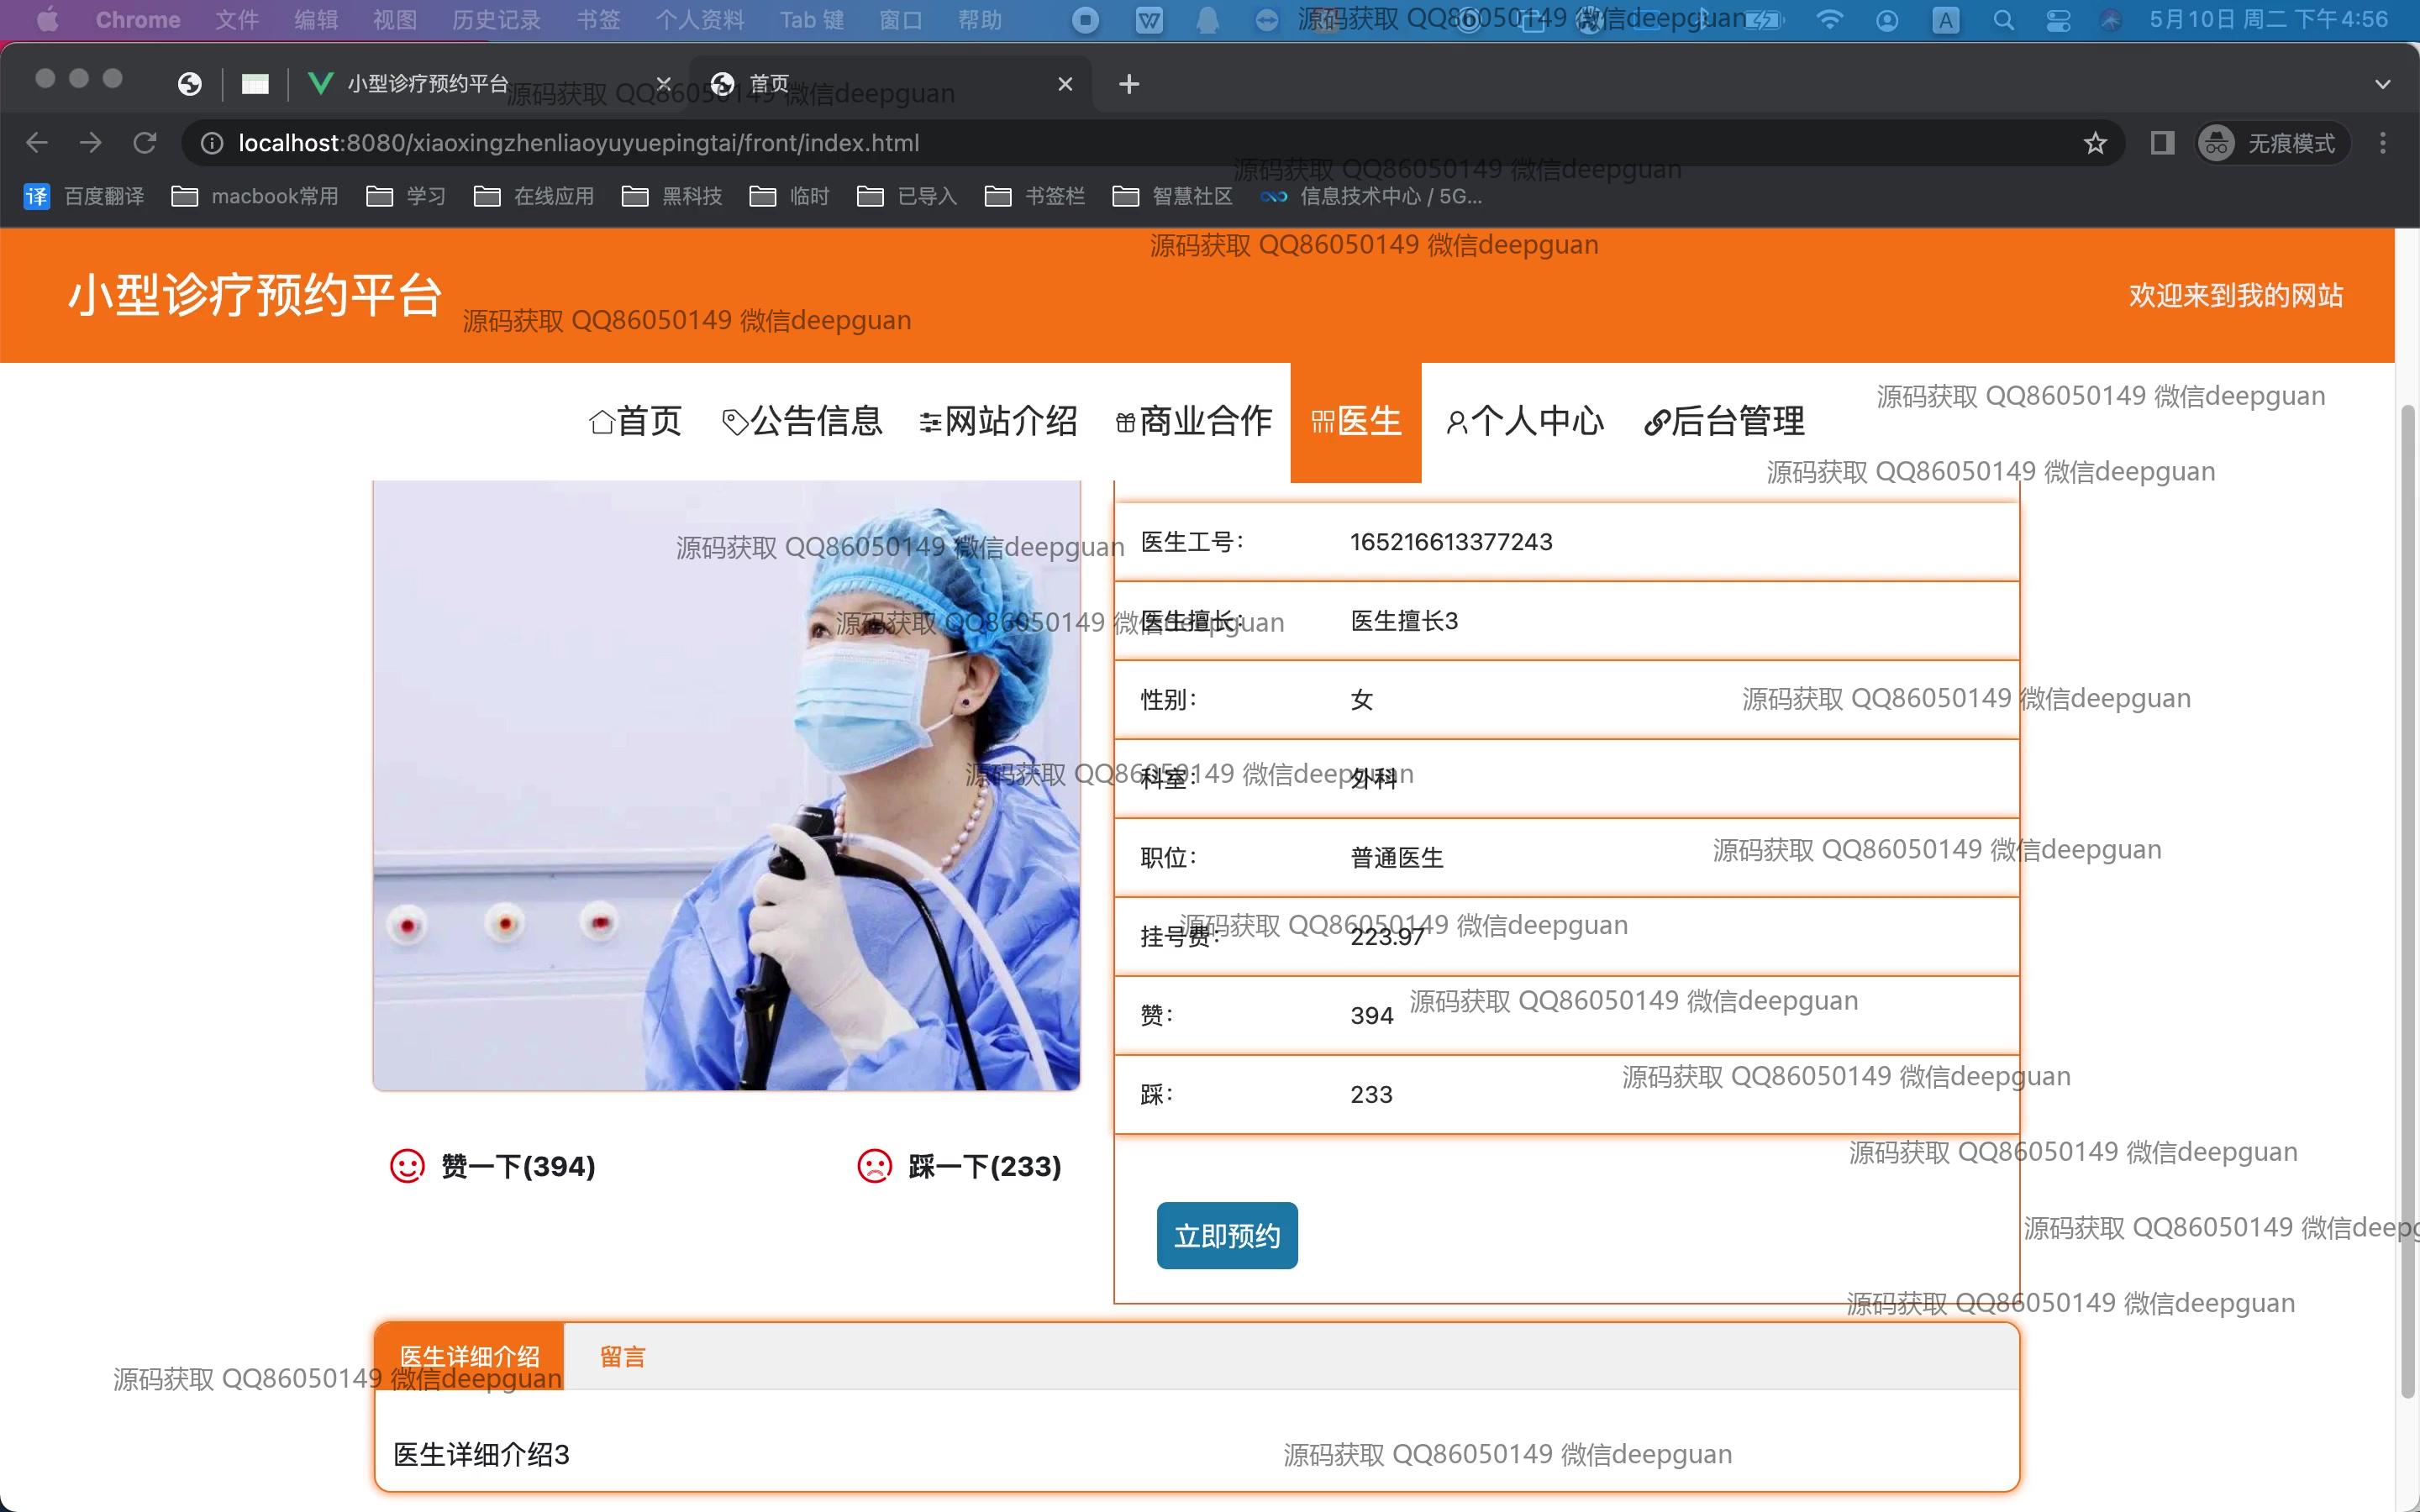 Chrome 文件 编辑 视图 历史记录 书签 个人资料 Tab 键 窗口 帮助 源码获取 QQ86050149 微信deepguan A 5月10日 周二 下午4:56
小型诊疗预约平台 首页
源码获取 QQ86050149 微信deepguan
localhost:8080/xiaoxingzhenliaoyuyuepingtai/front/index.html 无痕模式
源码获取 QQ86050149 微信deepguan
译 百度翻译 macbook常用 学习 在线应用 黑科技 临时 已导入 书签栏 智慧社区 信息技术中心 / 5G...
源码获取 QQ86050149 微信deepguan
小型诊疗预约平台 欢迎来到我的网站
源码获取 QQ86050149 微信deepguan
源码获取 QQ86050149 微信deepguan
首页 公告信息 网站介绍 商业合作 医生 个人中心 后台管理
源码获取 QQ86050149 微信deepguan
医生工号： 165216613377243
源码获取 QQ86050149 微信deepguan
医生擅长： 医生擅长3
源码获取 QQ86050149 微信deepguan
性别： 女
源码获取 QQ86050149 微信deepguan
科室： 外科
源码获取 QQ86050149 微信deepguan
职位： 普通医生
源码获取 QQ86050149 微信deepguan
挂号费： 223.97
源码获取 QQ86050149 微信deepguan
赞： 394
源码获取 QQ86050149 微信deepguan
踩： 233
源码获取 QQ86050149 微信deepguan
源码获取 QQ86050149 微信deepguan
赞一下(394) 踩一下(233)
立即预约
源码获取 QQ86050149 微信deepg
源码获取 QQ86050149 微信deepguan
医生详细介绍 留言
源码获取 QQ86050149 微信deepguan
医生详细介绍3
源码获取 QQ86050149 微信deepguan